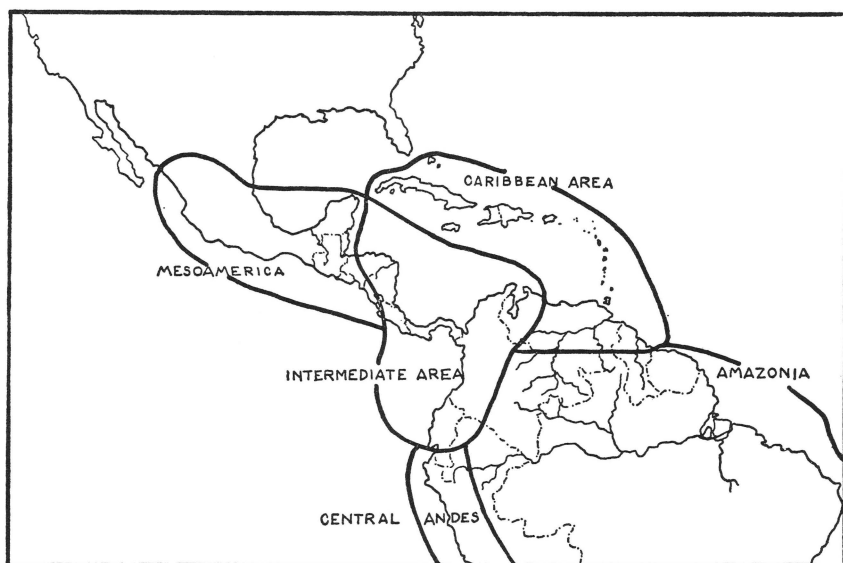 CARIBBEAN AREA
MESOAMERICA
INTERMEDIATE AREA
AMAZONIA
CENTRAL ANDES